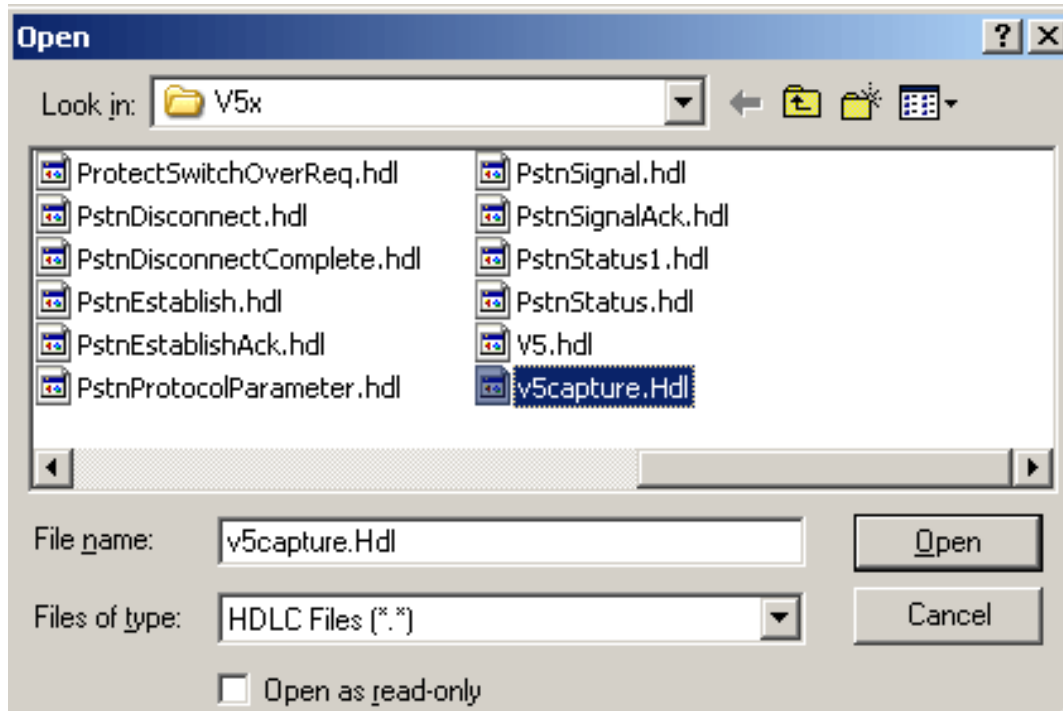 Open
Look in: V5x
ProtectSwitchOverReq.hdl
PstnDisconnect.hdl
PstnDisconnectComplete.hdl
PstnEstablish.hdl
PstnEstablishAck.hdl
PstnProtocolParameter.hdl
PstnSignal.hdl
PstnSignalAck.hdl
PstnStatus1.hdl
PstnStatus.hdl
V5.hdl
v5capture.Hdl
File name: v5capture.Hdl Open
Files of type: HDLC Files (*.*) Cancel
Open as read-only